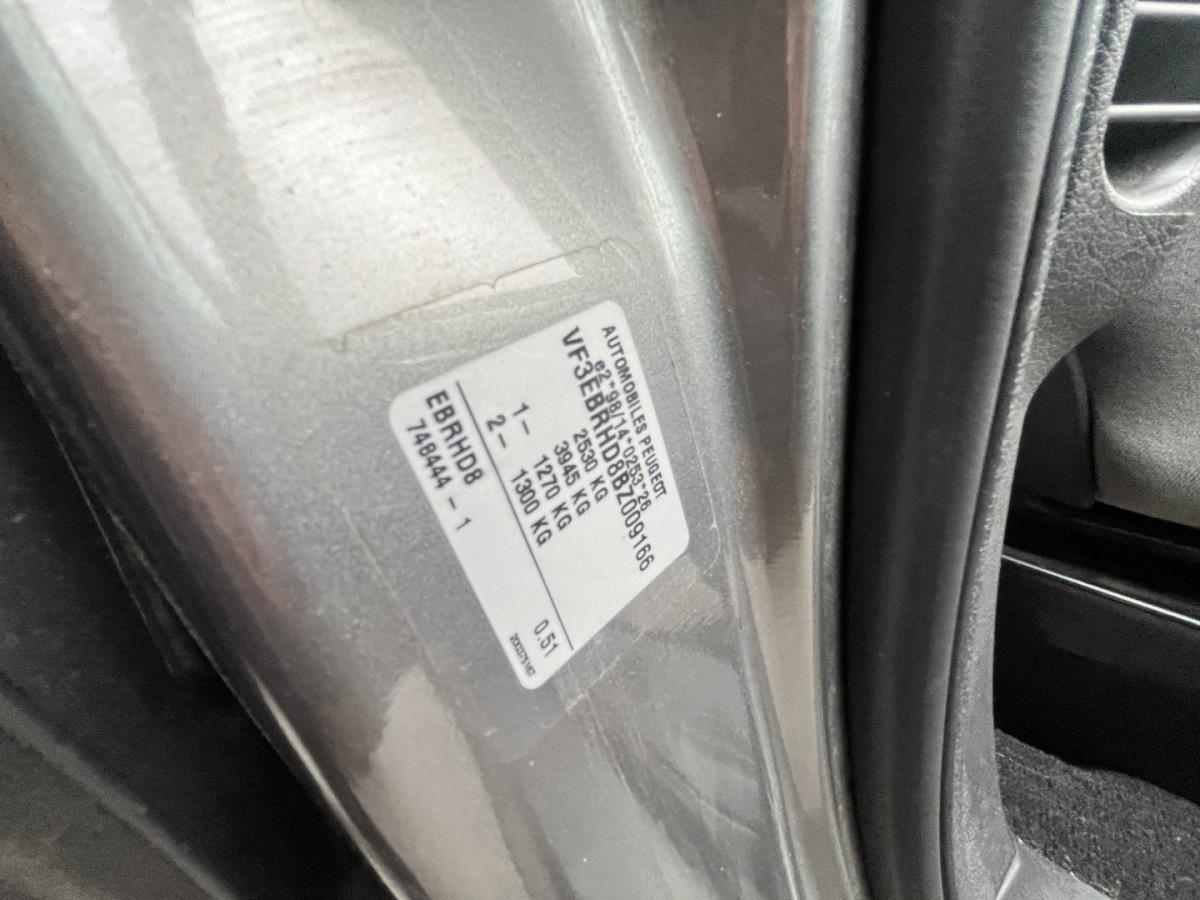 AUTOMOBILES PEUGEOT
e2*98/14*0253*26
VF3EBRHD8BZ009166
2530 KG
3945 KG
1- 1270 KG
2- 1300 KG
0.51
EBRHD8
748444 - 1